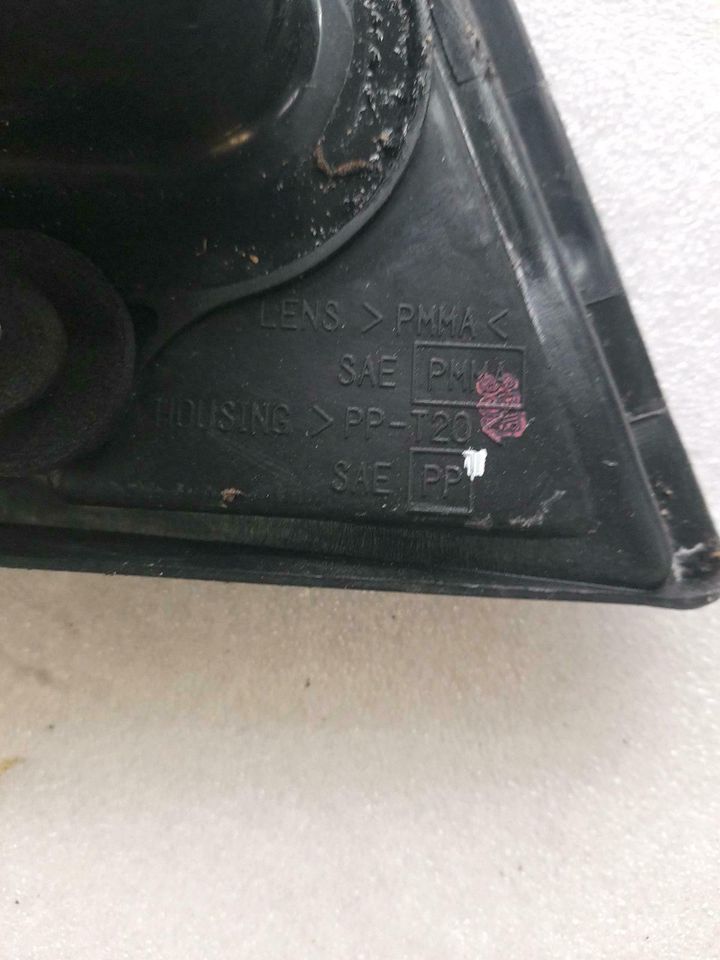 LENS > PMMA <
SAE PMMA
HOUSING > PP-T20 <
SAE PP